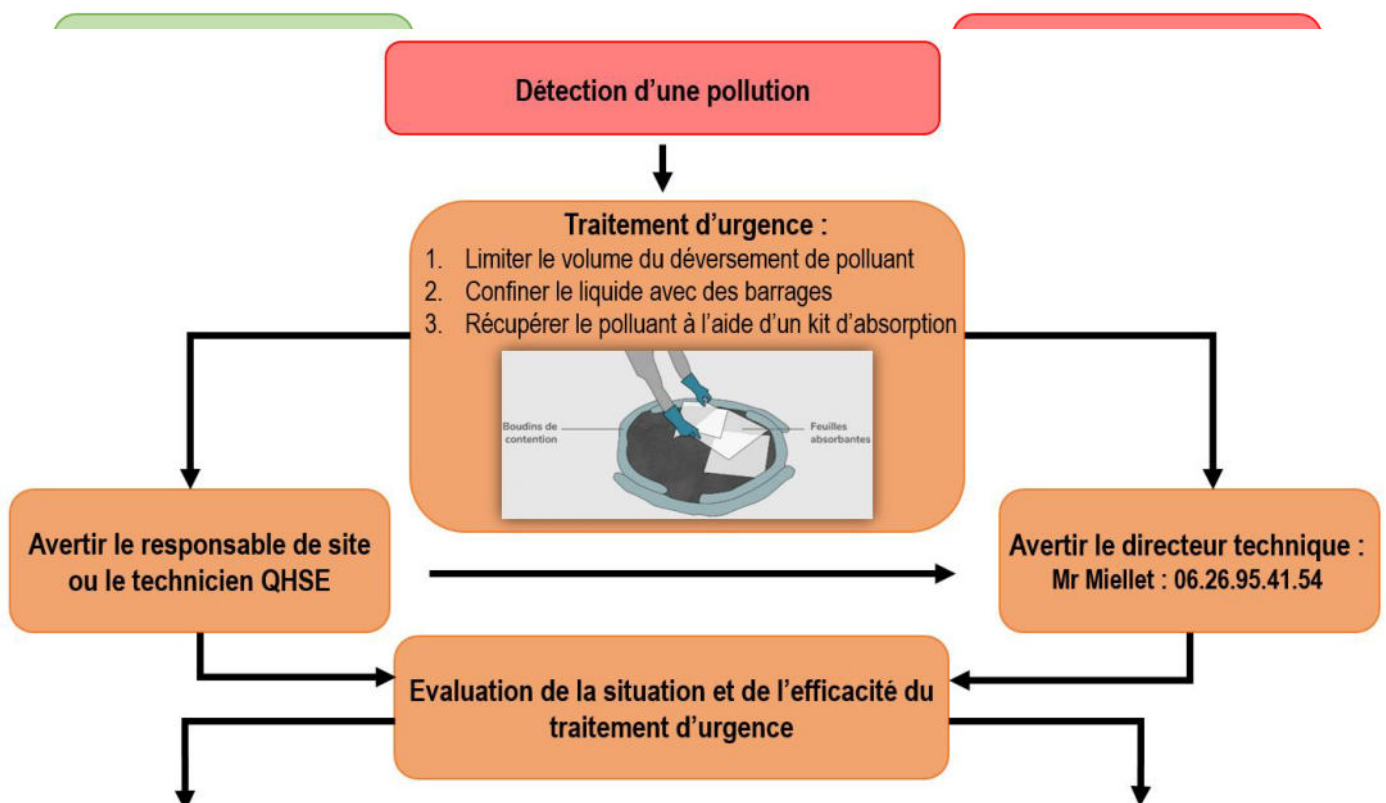 Détection d’une pollution
Traitement d’urgence :
1. Limiter le volume du déversement de polluant
2. Confiner le liquide avec des barrages
3. Récupérer le polluant à l’aide d’un kit d’absorption
Boudins de
contention
Feuilles
absorbantes
Avertir le responsable de site
ou le technicien QHSE
Avertir le directeur technique :
Mr Miellet : 06.26.95.41.54
Evaluation de la situation et de l’efficacité du
traitement d’urgence